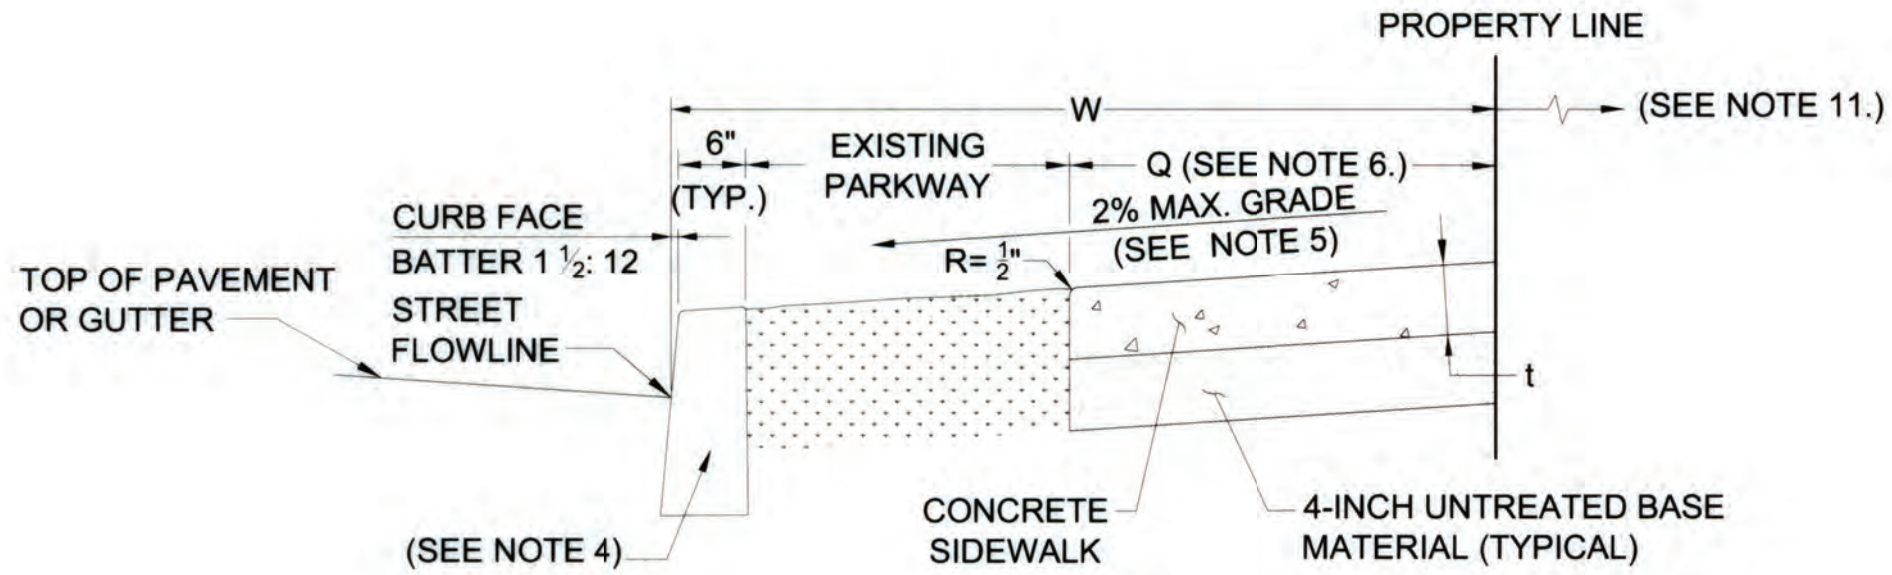 PROPERTY LINE
W
(SEE NOTE 11.)
6"
(TYP.)
EXISTING
PARKWAY
Q (SEE NOTE 6.)
2% MAX. GRADE
(SEE NOTE 5)
CURB FACE
BATTER 1 ½: 12
R= ½"
TOP OF PAVEMENT
OR GUTTER
STREET
FLOWLINE
t
(SEE NOTE 4)
CONCRETE
SIDEWALK
4-INCH UNTREATED BASE
MATERIAL (TYPICAL)